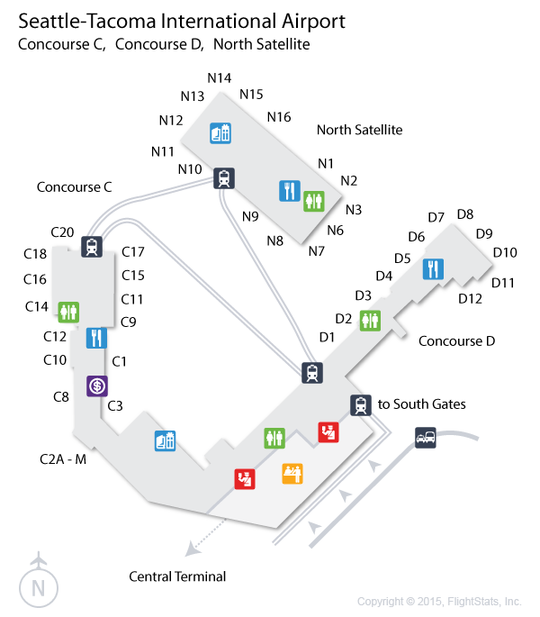 Seattle-Tacoma International Airport
Concourse C, Concourse D, North Satellite
N14
N13
N15
N12
N16
North Satellite
N11
N1
N10
N2
Concourse C
N3
N9
N6
N8
N7
C20
C18
C17
C16
C15
C14
C11
C9
C12
C10
C1
C8
C3
C2A - M
D7
D8
D6
D9
D5
D10
D4
D11
D3
D12
D2
D1
Concourse D
to South Gates
Central Terminal
N
Copyright © 2015, FlightStats, Inc.